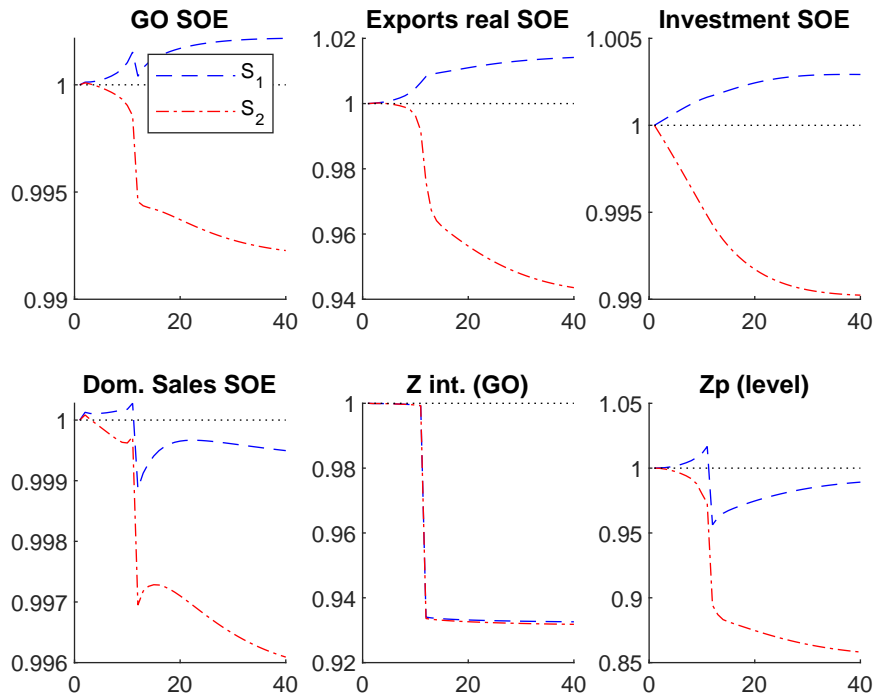 GO SOE
1
0.995
0.99
0 20 40
S_1
S_2
Exports real SOE
1.02
1
0.98
0.96
0.94
0 20 40
Investment SOE
1.005
1
0.995
0.99
0 20 40
Dom. Sales SOE
1
0.999
0.998
0.997
0.996
0 20 40
Z int. (GO)
1
0.98
0.96
0.94
0.92
0 20 40
Zp (level)
1.05
1
0.95
0.9
0.85
0 20 40